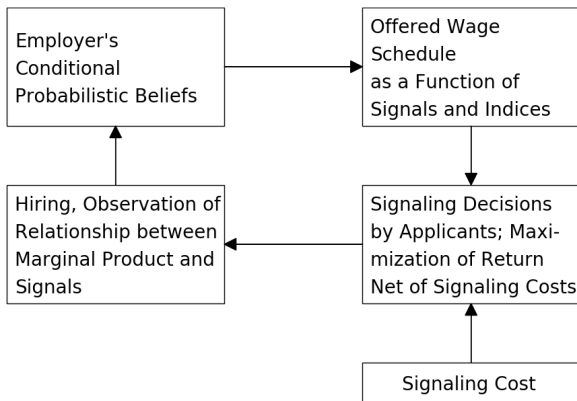 Employer's
Conditional
Probabilistic Beliefs
Offered Wage
Schedule
as a Function of
Signals and Indices
Hiring, Observation of
Relationship between
Marginal Product and
Signals
Signaling Decisions
by Applicants; Maxi-
mization of Return
Net of Signaling Costs
Signaling Cost